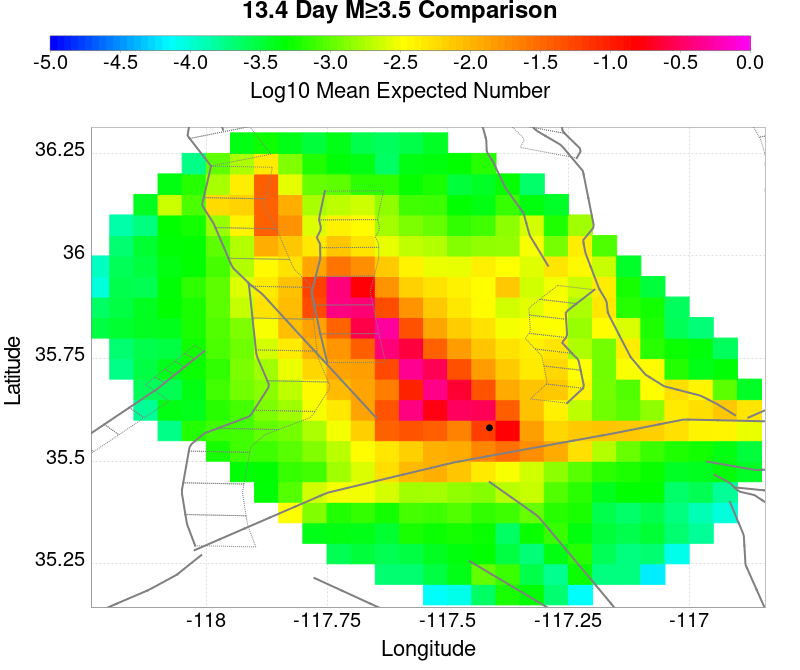 13.4 Day M≥3.5 Comparison
-5.0 -4.5 -4.0 -3.5 -3.0 -2.5 -2.0 -1.5 -1.0 -0.5 0.0
Log10 Mean Expected Number
36.25
36
35.75
35.5
35.25
Latitude
-118 -117.75 -117.5 -117.25 -117
Longitude